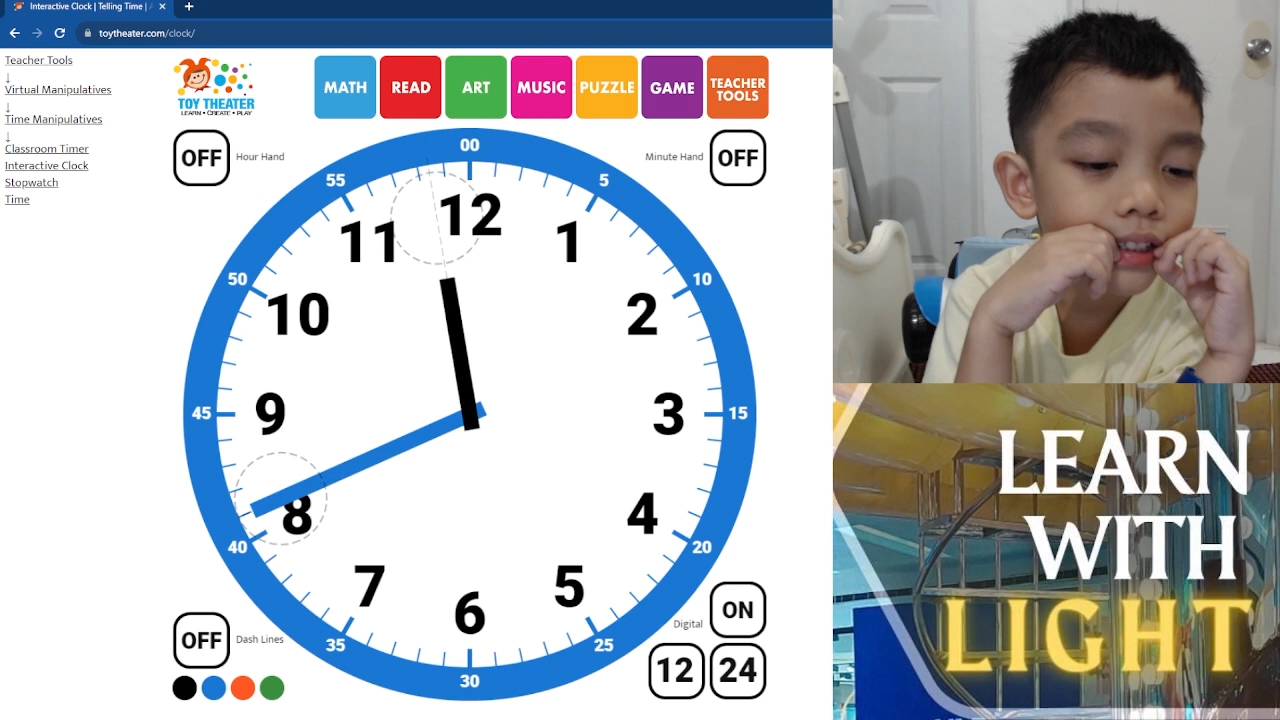 Interactive Clock | Telling Time |
toytheater.com/clock/
Teacher Tools
↓
Virtual Manipulatives
↓
Time Manipulatives
↓
Classroom Timer
Interactive Clock
Stopwatch
Time
TOY THEATER
LEARN • CREATE • PLAY
MATH
READ
ART
MUSIC
PUZZLE
GAME
TEACHER
TOOLS
OFF
Hour Hand
Minute Hand
OFF
00
5
10
15
20
25
30
35
40
45
50
55
12
1
2
3
4
5
6
7
8
9
10
11
OFF
Dash Lines
Digital
ON
12
24
LEARN
WITH
LIGHT